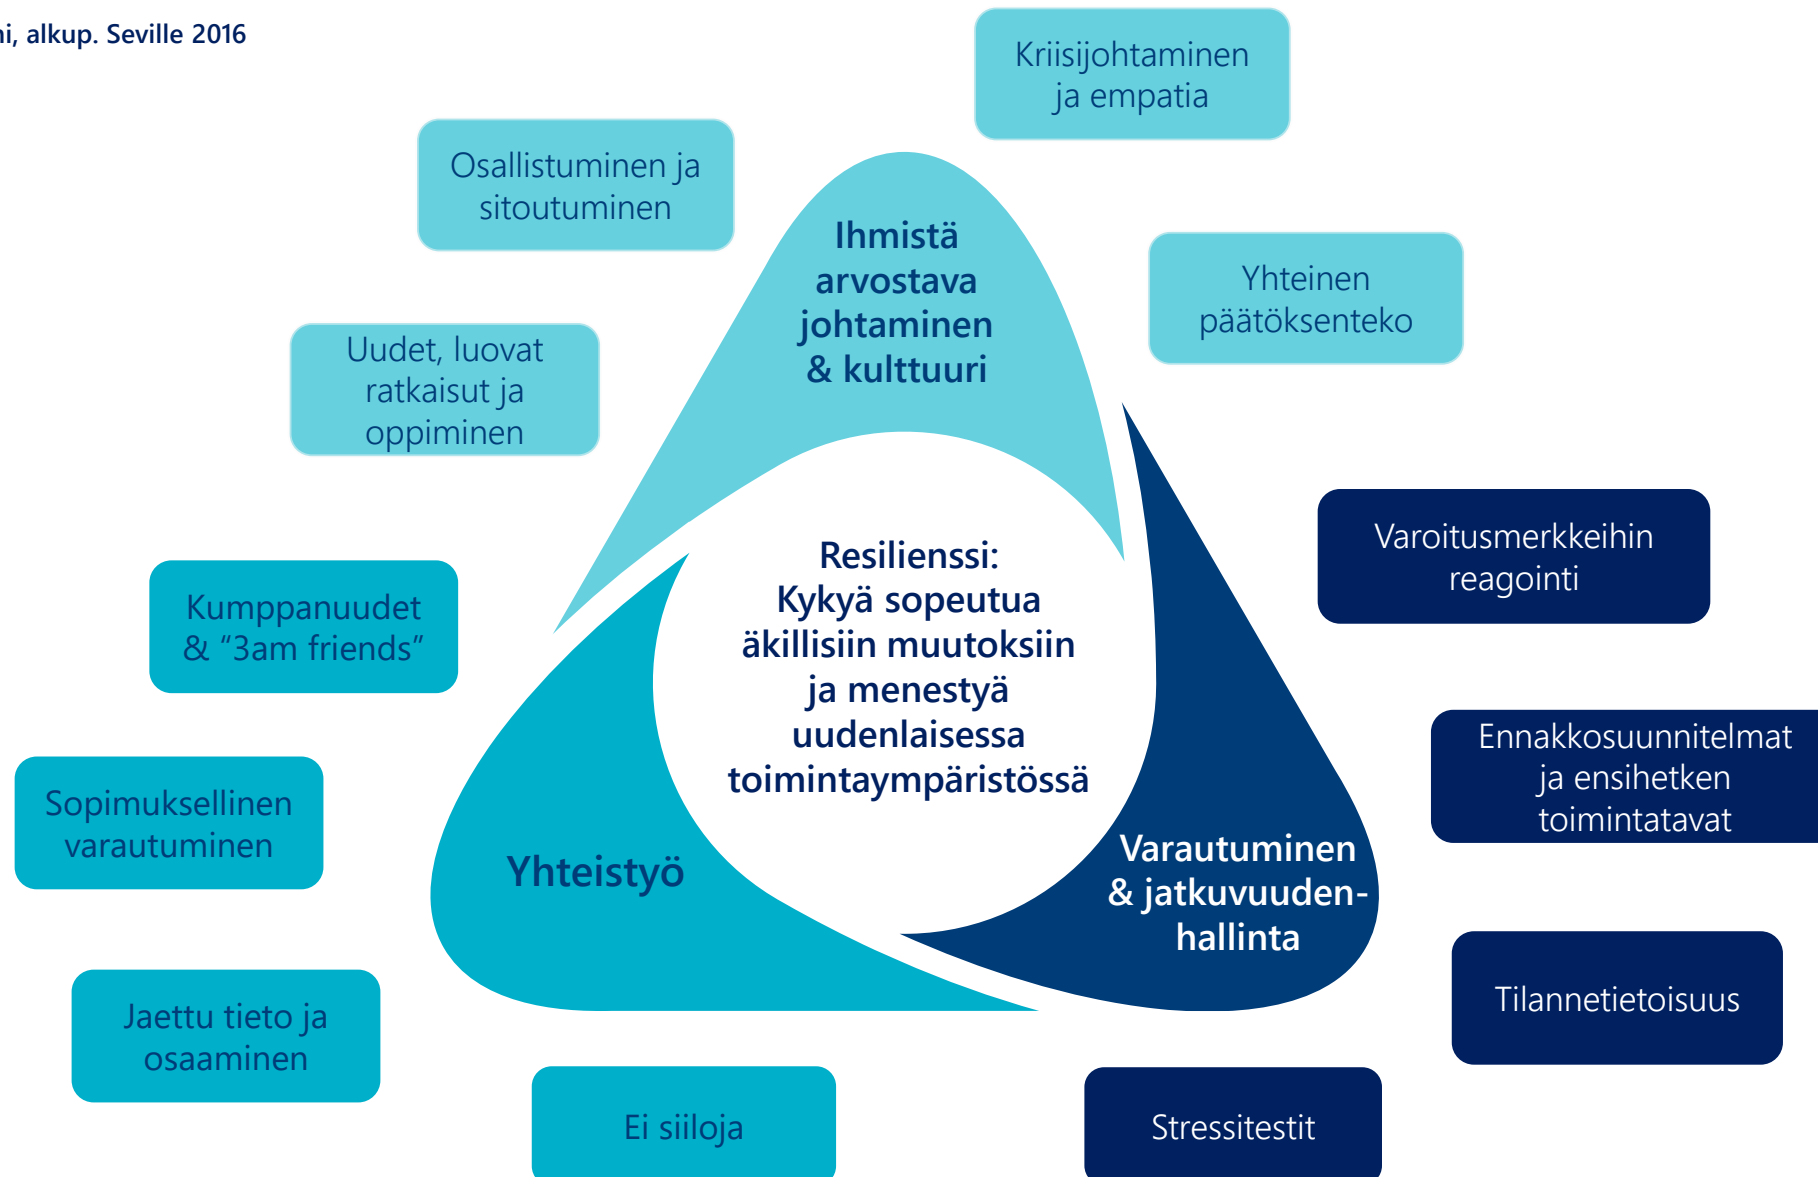 alkup. Seville 2016
Kriisijohtaminen
ja empatia
Osallistuminen ja
sitoutuminen
Ihmistä
arvostava
johtaminen
& kulttuuri
Yhteinen
päätöksenteko
Uudet, luovat
ratkaisut ja
oppiminen
Varoitusmerkkeihin
reagointi
Resilienssi:
Kykyä sopeutua
äkillisiin muutoksiin
ja menestyä
uudenlaisessa
toimintaympäristössä
Kumppanuudet
& “3am friends”
Ennakkosuunnitelmat
ja ensihetken
toimintatavat
Sopimuksellinen
varautuminen
Yhteistyö
Varautuminen
& jatkuvuuden-
hallinta
Tilannetietoisuus
Jaettu tieto ja
osaaminen
Ei siiloja
Stressitestit